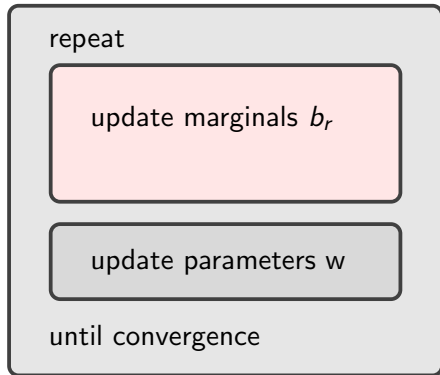 repeat
update marginals b_r
update parameters w
until convergence